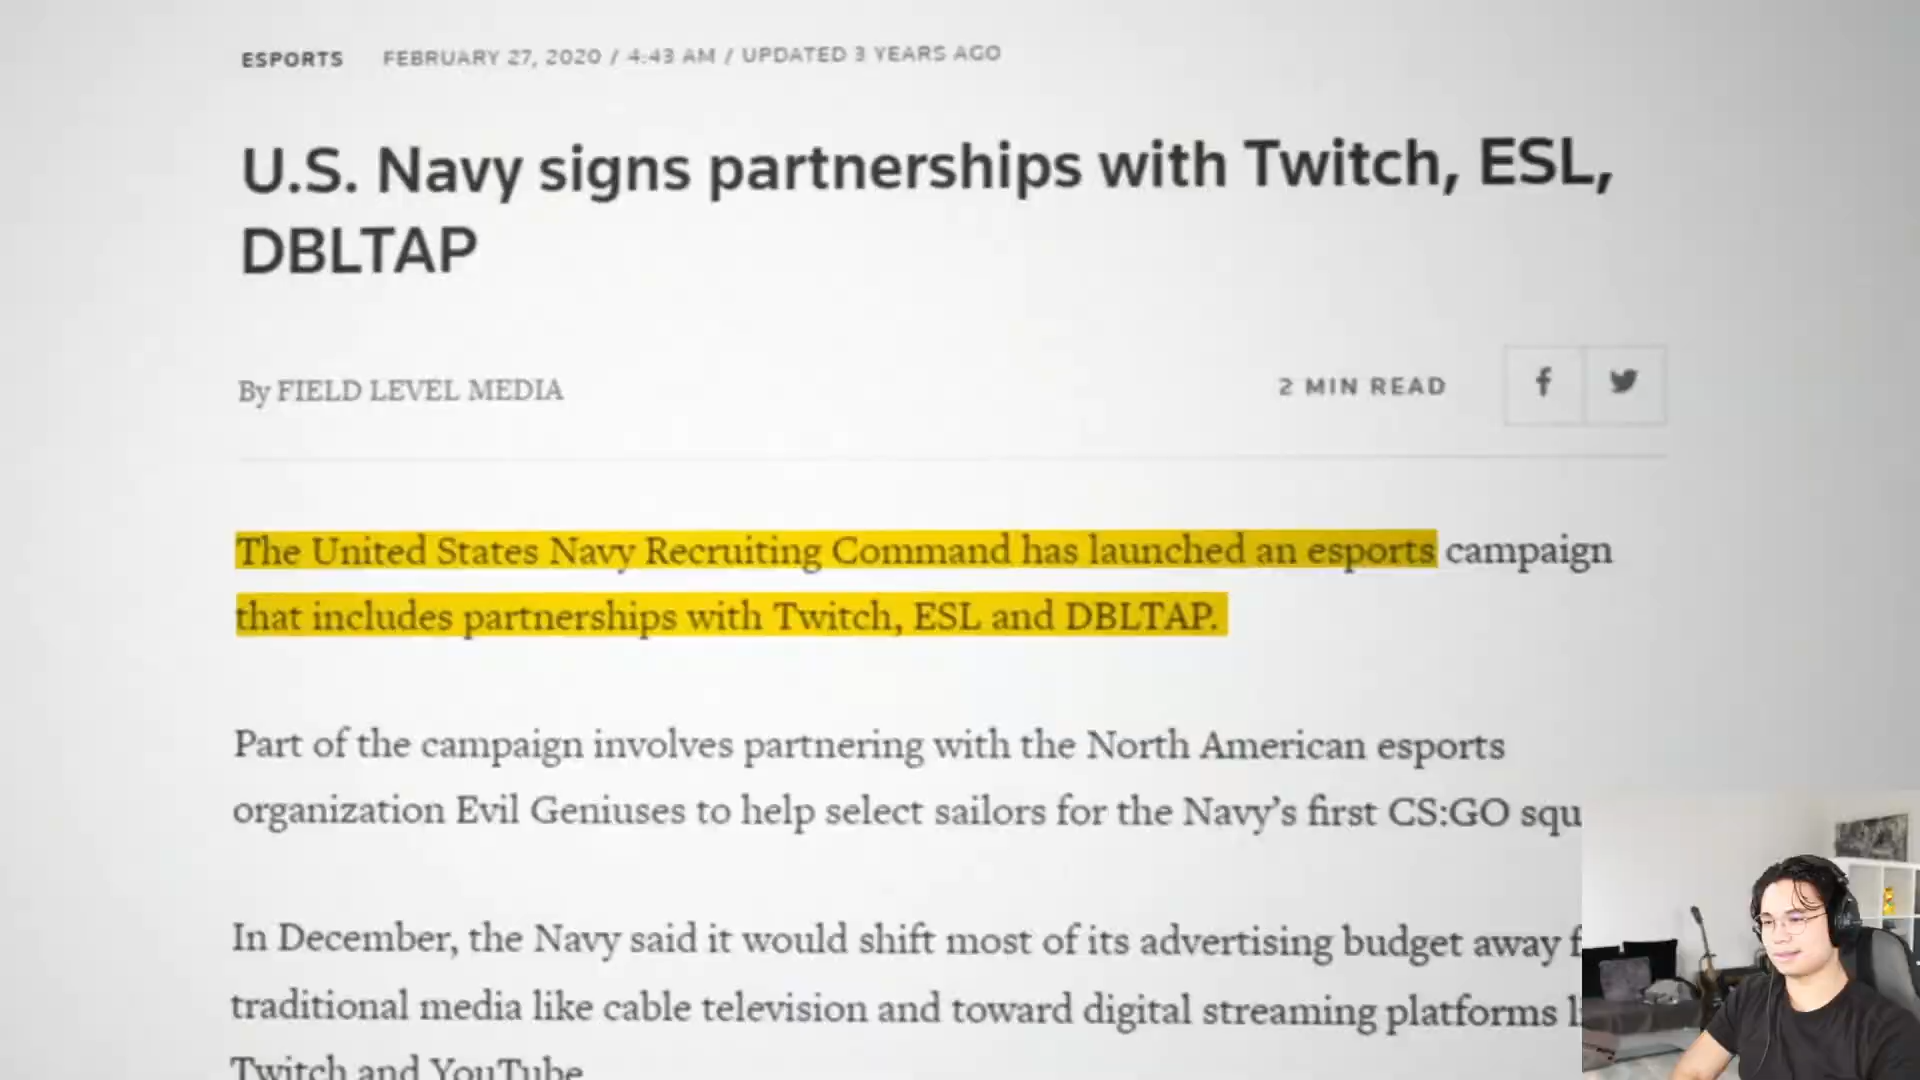 ESPORTS FEBRUARY 27, 2020 / 4:43 AM / UPDATED 3 YEARS AGO
U.S. Navy signs partnerships with Twitch, ESL,
DBLTAP
By FIELD LEVEL MEDIA 2 MIN READ
The United States Navy Recruiting Command has launched an esports campaign
that includes partnerships with Twitch, ESL and DBLTAP.
Part of the campaign involves partnering with the North American esports
organization Evil Geniuses to help select sailors for the Navy's first CS:GO squ
In December, the Navy said it would shift most of its advertising budget away f
traditional media like cable television and toward digital streaming platforms li
Twitch and YouTube